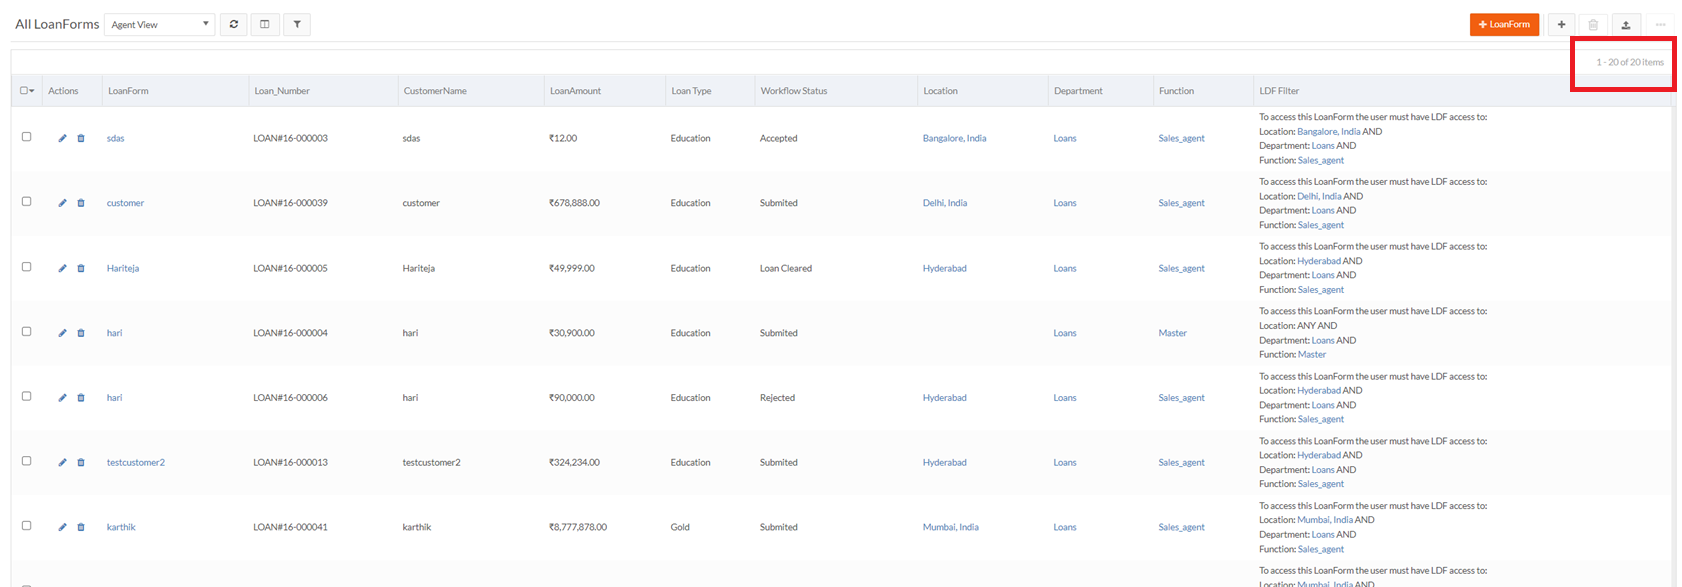 All LoanForms Agent View + LoanForm
1 - 20 of 20 items
Actions LoanForm Loan_Number CustomerName LoanAmount Loan Type Workflow Status Location Department Function LDF Filter
sdas LOAN#16-000003 sdas ₹12.00 Education Accepted Bangalore, India Loans Sales_agent
To access this LoanForm the user must have LDF access to:
Location: Bangalore, India AND
Department: Loans AND
Function: Sales_agent
customer LOAN#16-000039 customer ₹678,888.00 Education Submited Delhi, India Loans Sales_agent
To access this LoanForm the user must have LDF access to:
Location: Delhi, India AND
Department: Loans AND
Function: Sales_agent
Hariteja LOAN#16-000005 Hariteja ₹49,999.00 Education Loan Cleared Hyderabad Loans Sales_agent
To access this LoanForm the user must have LDF access to:
Location: Hyderabad AND
Department: Loans AND
Function: Sales_agent
hari LOAN#16-000004 hari ₹30,900.00 Education Submited Loans Master
To access this LoanForm the user must have LDF access to:
Location: ANY AND
Department: Loans AND
Function: Master
hari LOAN#16-000006 hari ₹90,000.00 Education Rejected Hyderabad Loans Sales_agent
To access this LoanForm the user must have LDF access to:
Location: Hyderabad AND
Department: Loans AND
Function: Sales_agent
testcustomer2 LOAN#16-000013 testcustomer2 ₹324,234.00 Education Submited Hyderabad Loans Sales_agent
To access this LoanForm the user must have LDF access to:
Location: Hyderabad AND
Department: Loans AND
Function: Sales_agent
karthik LOAN#16-000041 karthik ₹8,777,878.00 Gold Submited Mumbai, India Loans Sales_agent
To access this LoanForm the user must have LDF access to:
Location: Mumbai, India AND
Department: Loans AND
Function: Sales_agent
To access this LoanForm the user must have LDF access to:
Location: Mumbai, India AND